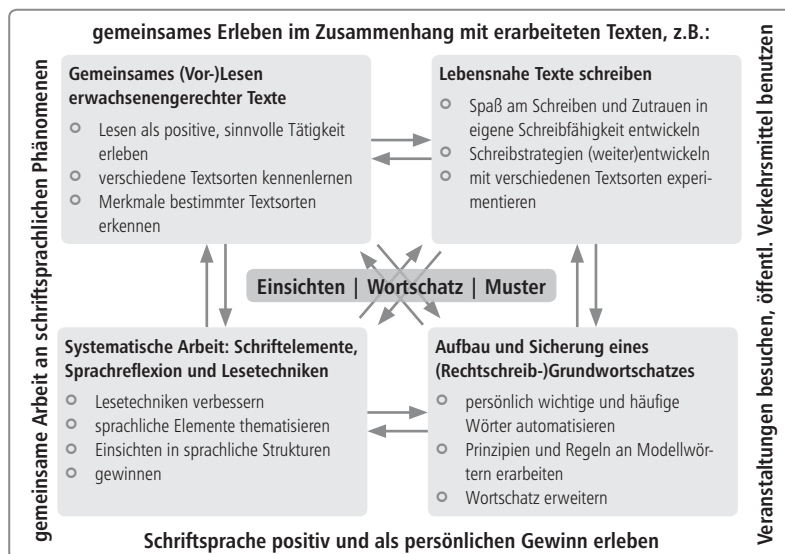 gemeinsames Erleben im Zusammenhang mit erarbeiteten Texten, z.B.:
gemeinsame Arbeit an schriftsprachlichen Phänomenen
Gemeinsames (Vor-)Lesen
erwachsenengerechter Texte
Lesen als positive, sinnvolle Tätigkeit
erleben
verschiedene Textsorten kennenlernen
Merkmale bestimmter Textsorten
erkennen
Lebensnahe Texte schreiben
Spaß am Schreiben und Zutrauen in
eigene Schreibfähigkeit entwickeln
Schreibstrategien (weiter)entwickeln
mit verschiedenen Textsorten experi-
mentieren
Einsichten | Wortschatz | Muster
Systematische Arbeit: Schriftelemente,
Sprachreflexion und Lesetechniken
Lesetechniken verbessern
sprachliche Elemente thematisieren
Einsichten in sprachliche Strukturen
gewinnen
Aufbau und Sicherung eines
(Rechtschreib-)Grundwortschatzes
persönlich wichtige und häufige
Wörter automatisieren
Prinzipien und Regeln an Modellwör-
tern erarbeiten
Wortschatz erweitern
Veranstaltungen besuchen, öffentl. Verkehrsmittel benutzen
Schriftsprache positiv und als persönlichen Gewinn erleben